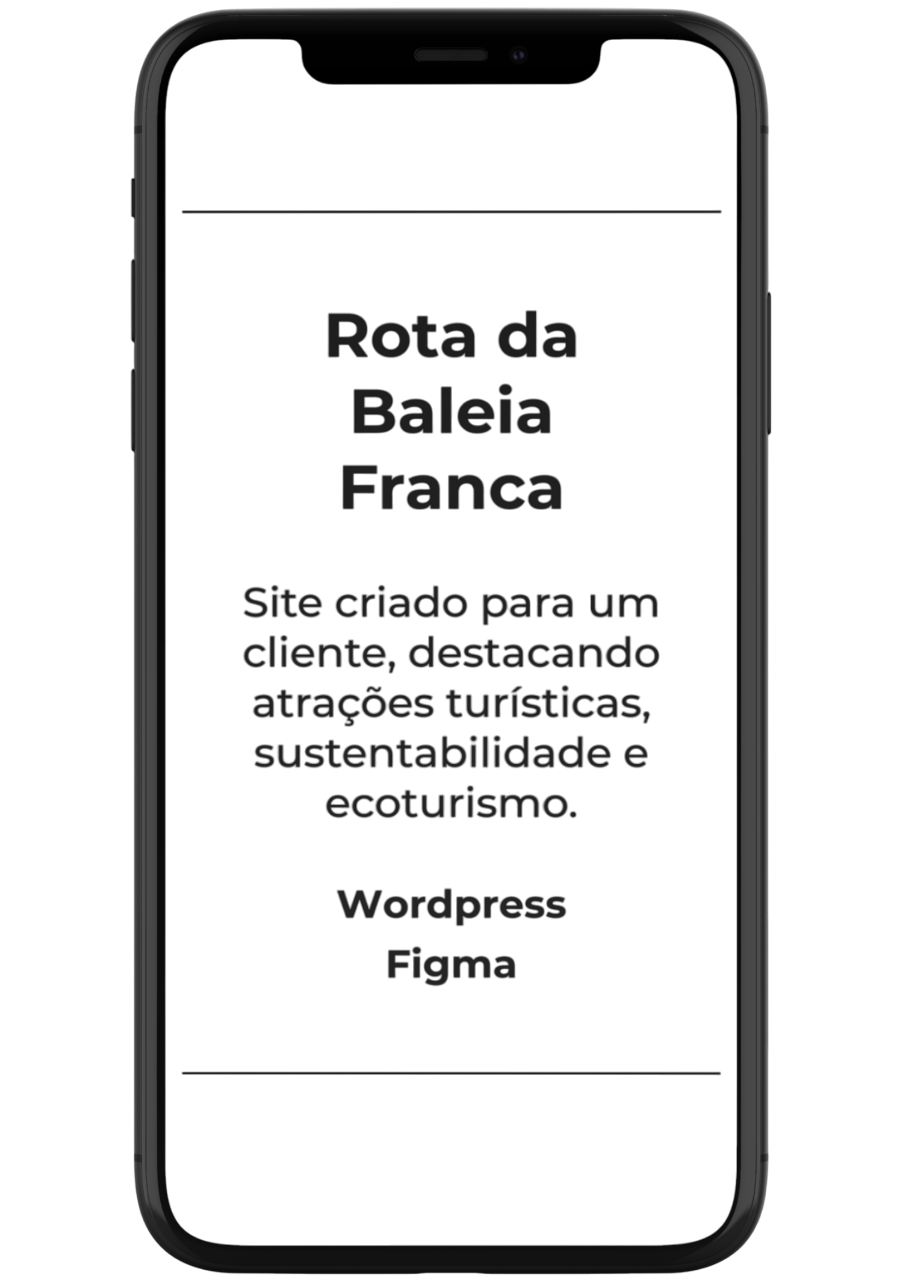 Rota da
Baleia
Franca
Site criado para um
cliente, destacando
atrações turísticas,
sustentabilidade e
ecoturismo.
Wordpress
Figma